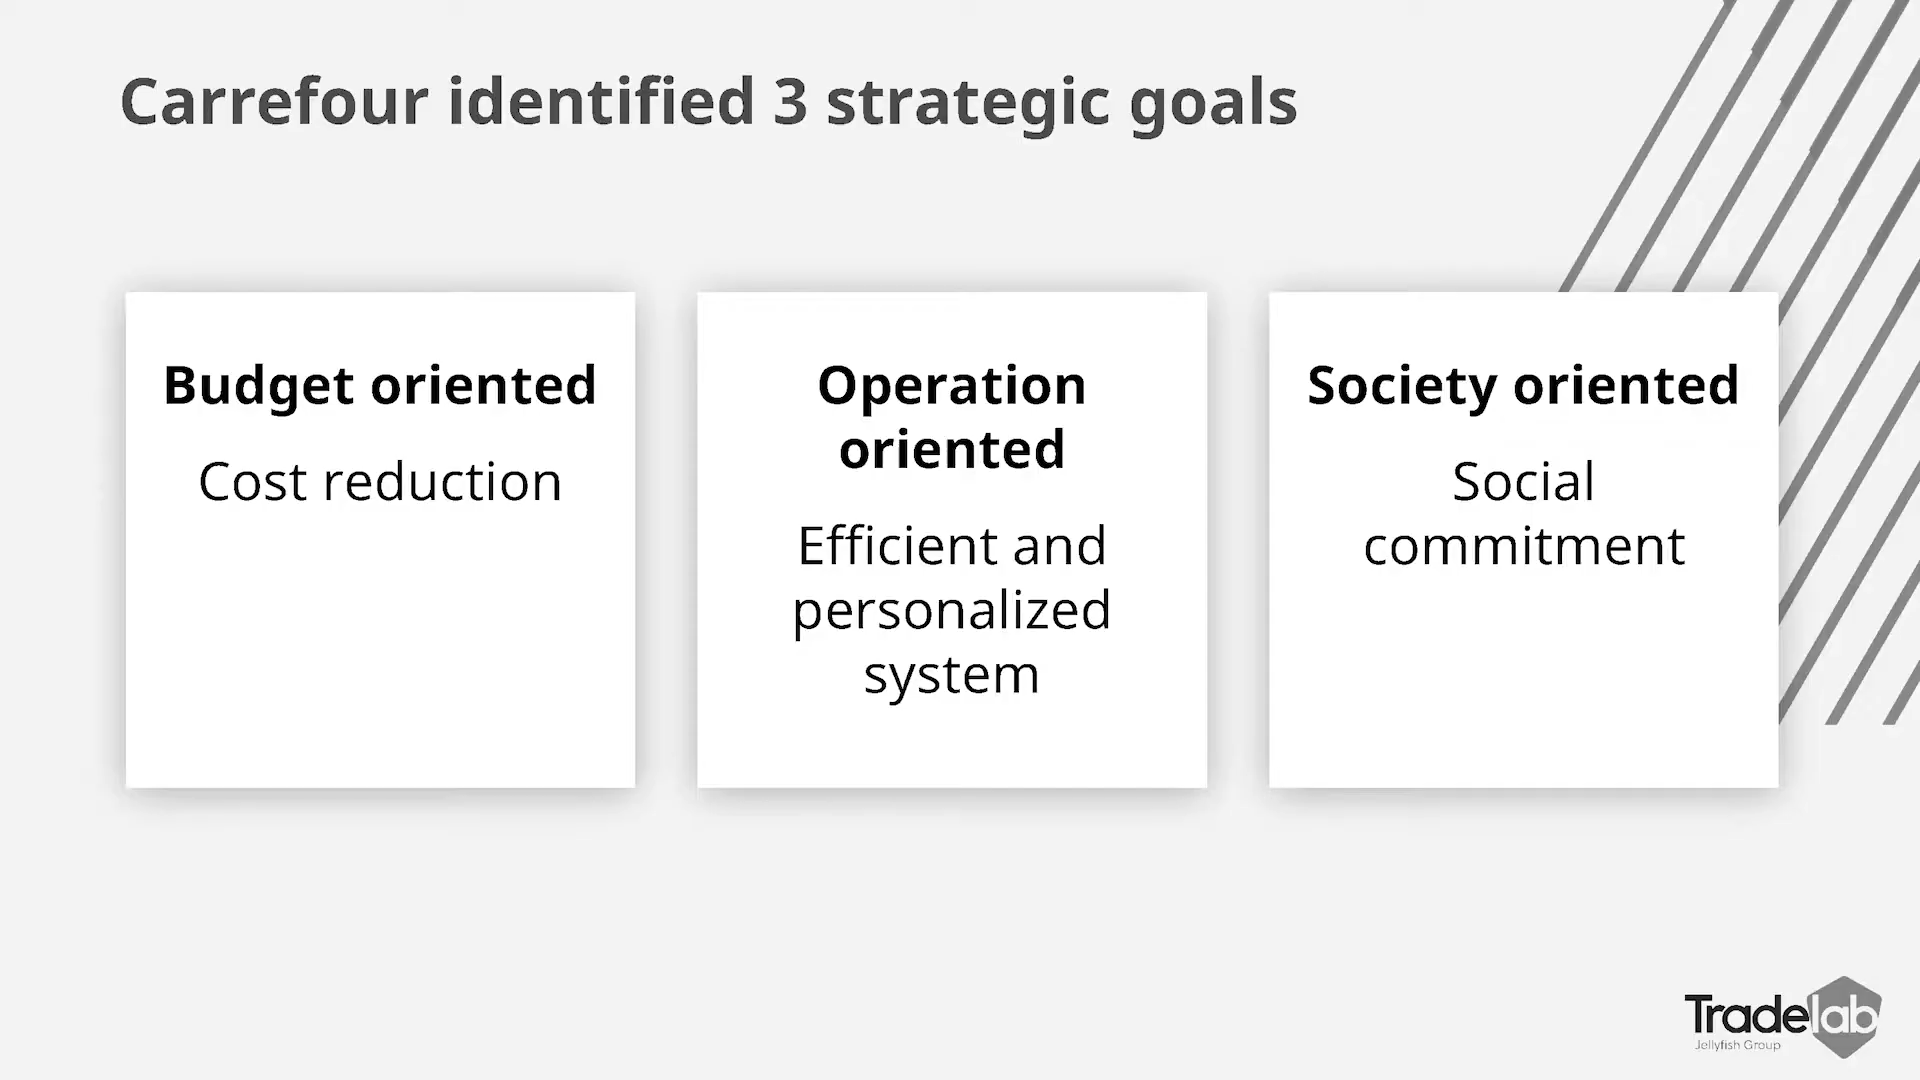 Carrefour identified 3 strategic goals
Budget oriented
Cost reduction
Operation
oriented
Efficient and
personalized
system
Society oriented
Social
commitment
Tradelab
Jellyfish Group